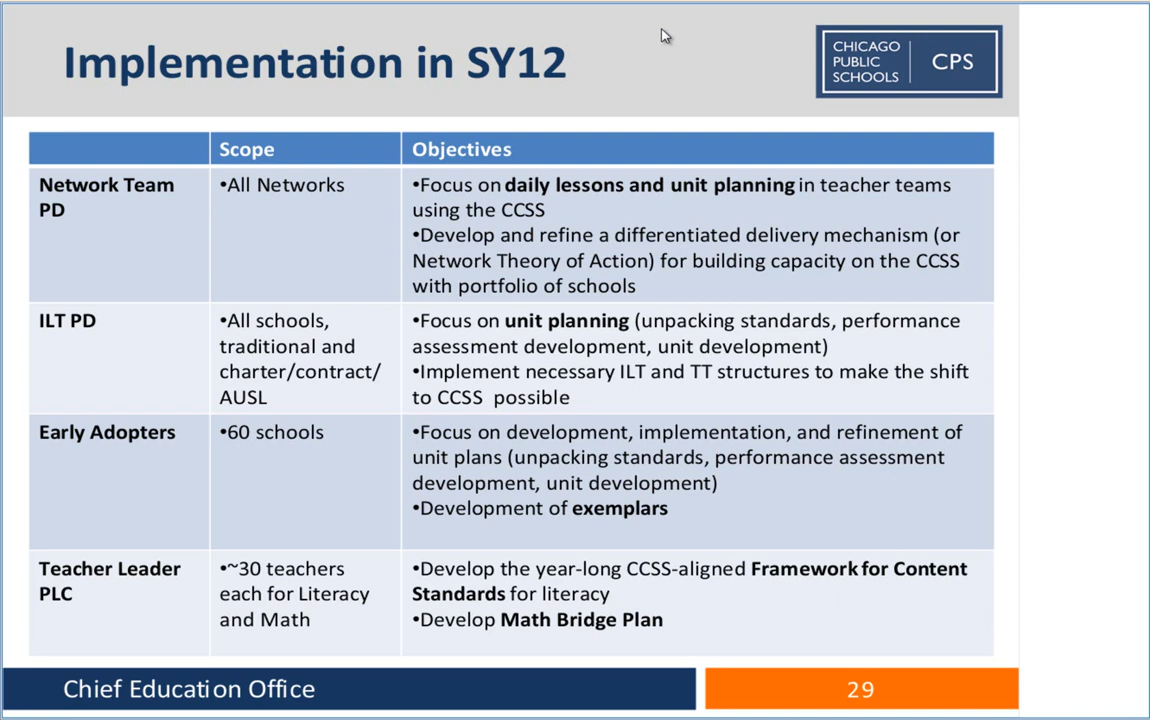 Implementation in SY12
CHICAGO
PUBLIC
SCHOOLS
CPS
Scope
Objectives
Network Team
PD
•All Networks
•Focus on daily lessons and unit planning in teacher teams
using the CCSS
•Develop and refine a differentiated delivery mechanism (or
Network Theory of Action) for building capacity on the CCSS
with portfolio of schools
ILT PD
•All schools,
traditional and
charter/contract/
AUSL
•Focus on unit planning (unpacking standards, performance
assessment development, unit development)
•Implement necessary ILT and TT structures to make the shift
to CCSS possible
Early Adopters
•60 schools
•Focus on development, implementation, and refinement of
unit plans (unpacking standards, performance assessment
development, unit development)
•Development of exemplars
Teacher Leader
PLC
•~30 teachers
each for Literacy
and Math
•Develop the year-long CCSS-aligned Framework for Content
Standards for literacy
•Develop Math Bridge Plan
Chief Education Office
29